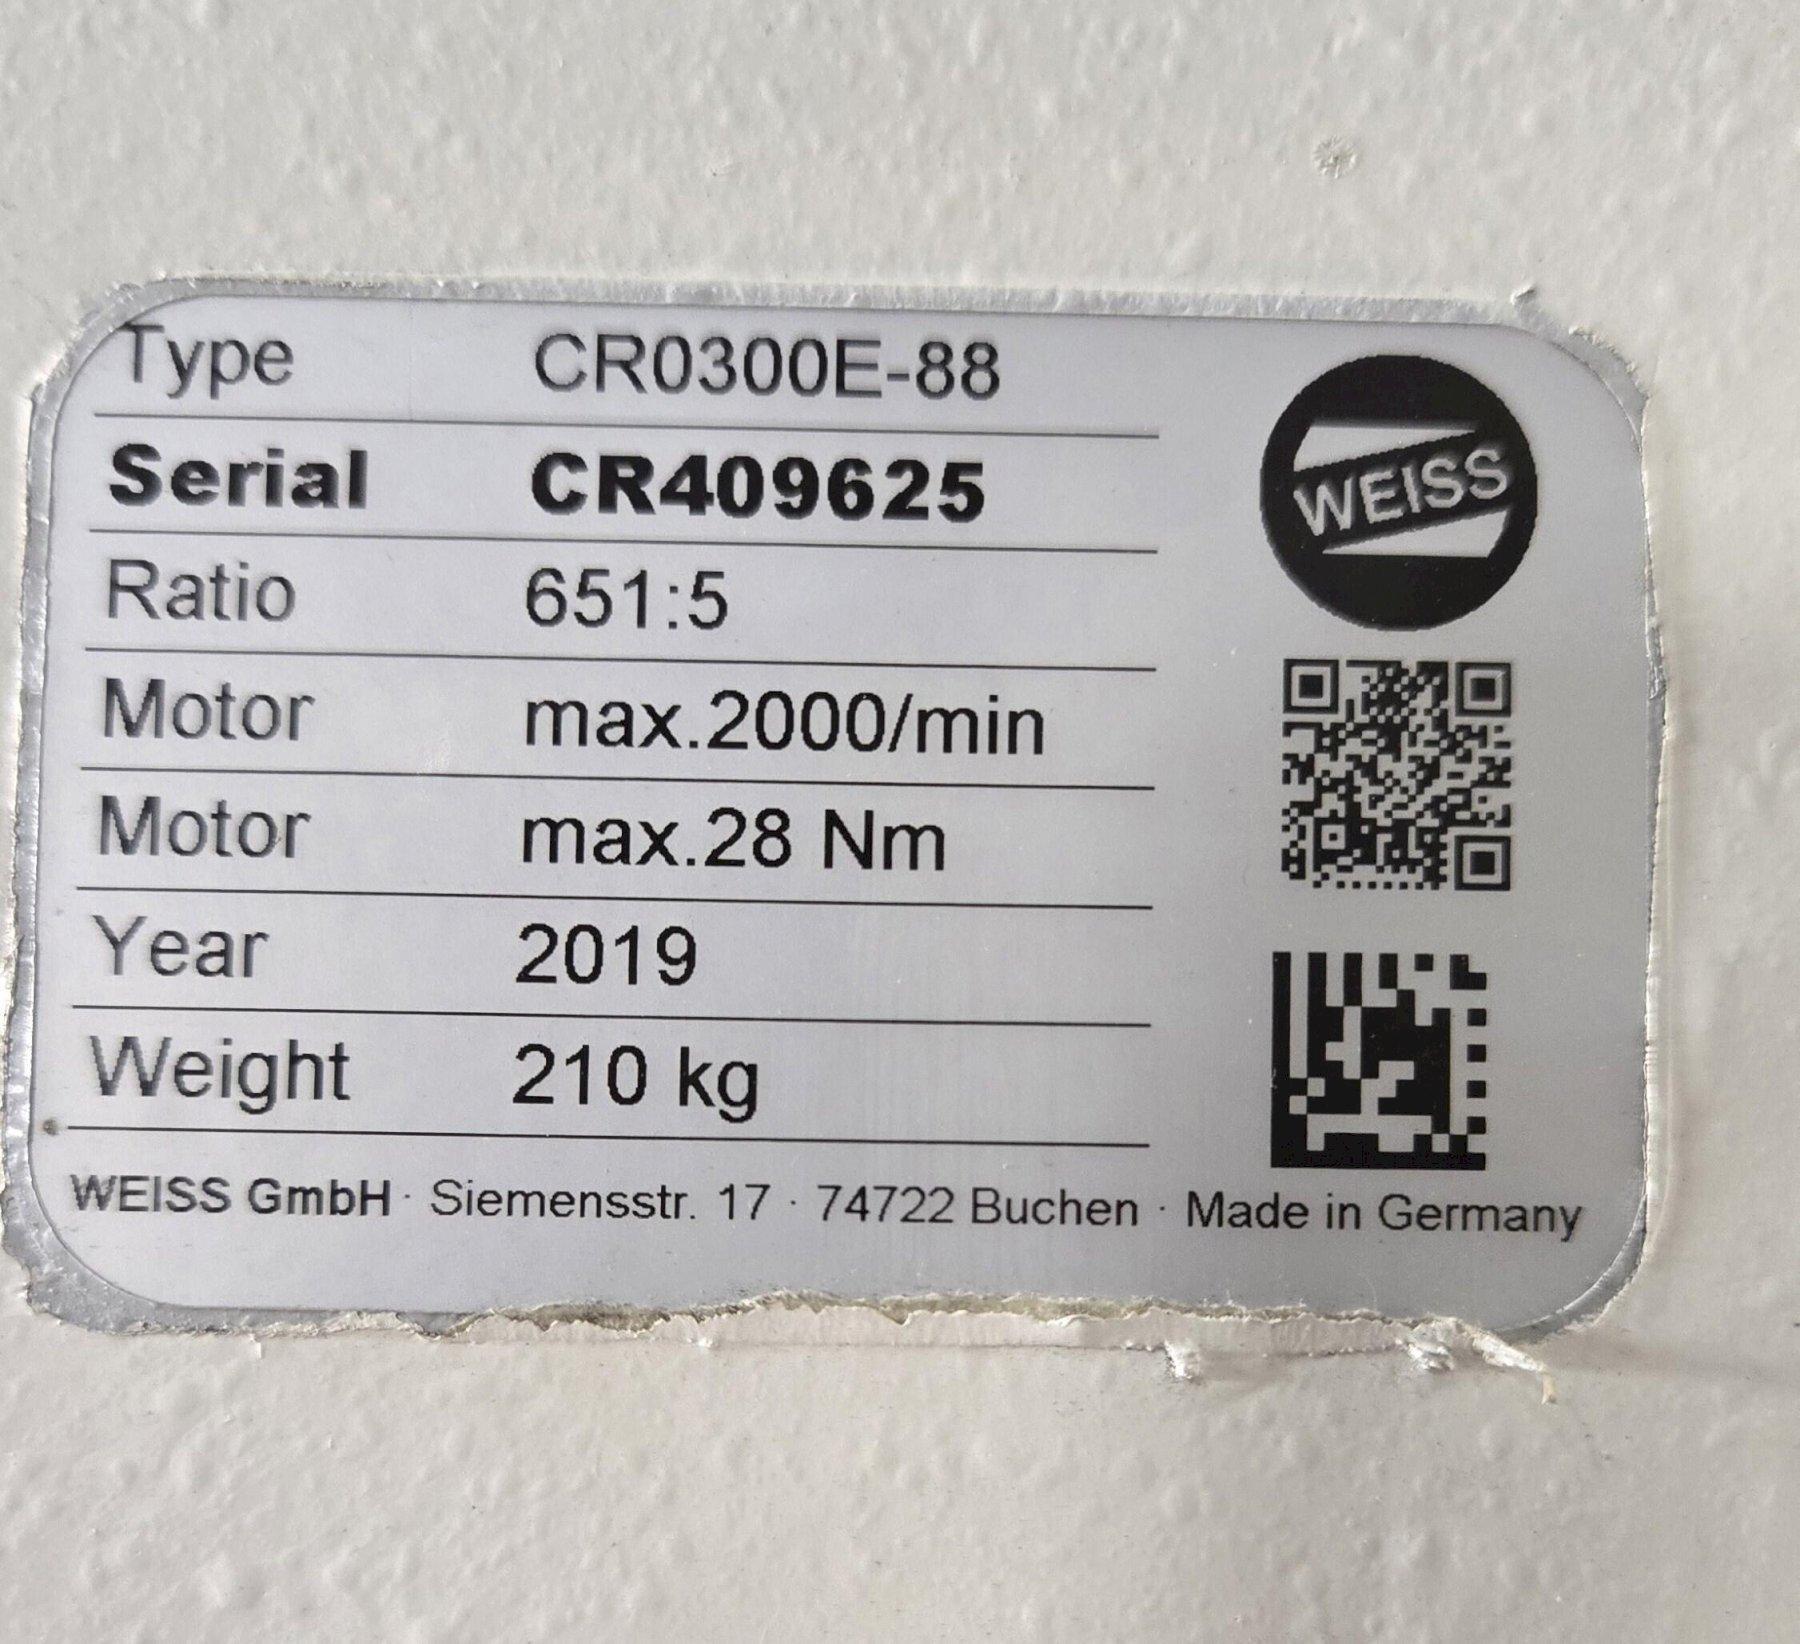 Type CR0300E-88
Serial CR409625
WEISS
Ratio 651:5
Motor max.2000/min
Motor max.28 Nm
Year 2019
Weight 210 kg
WEISS GmbH · Siemensstr. 17 · 74722 Buchen · Made in Germany